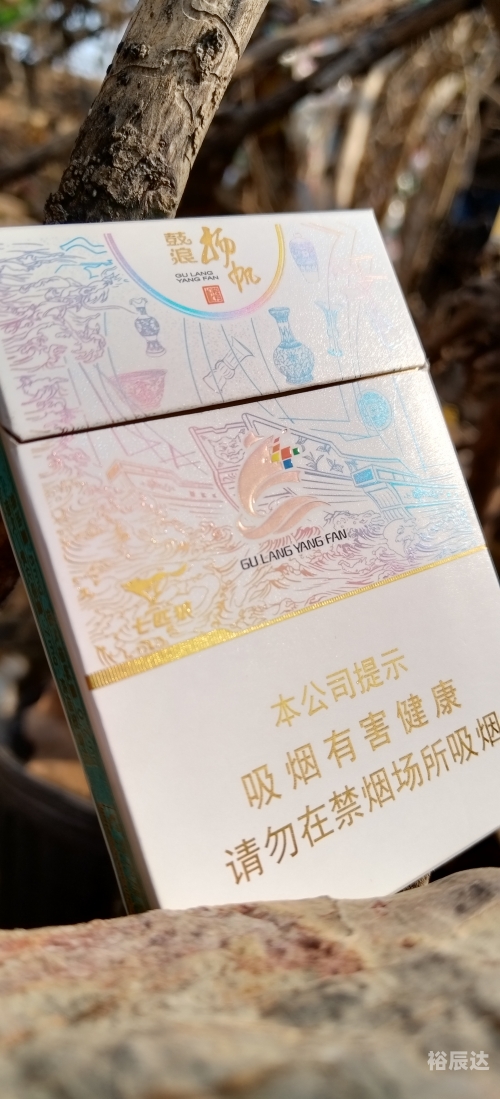 鼓浪
扬帆
GU LANG
YANG FAN
GU LANG YANG FAN
七匹狼
本公司提示
吸烟有害健康
请勿在禁烟场所吸烟
裕辰达